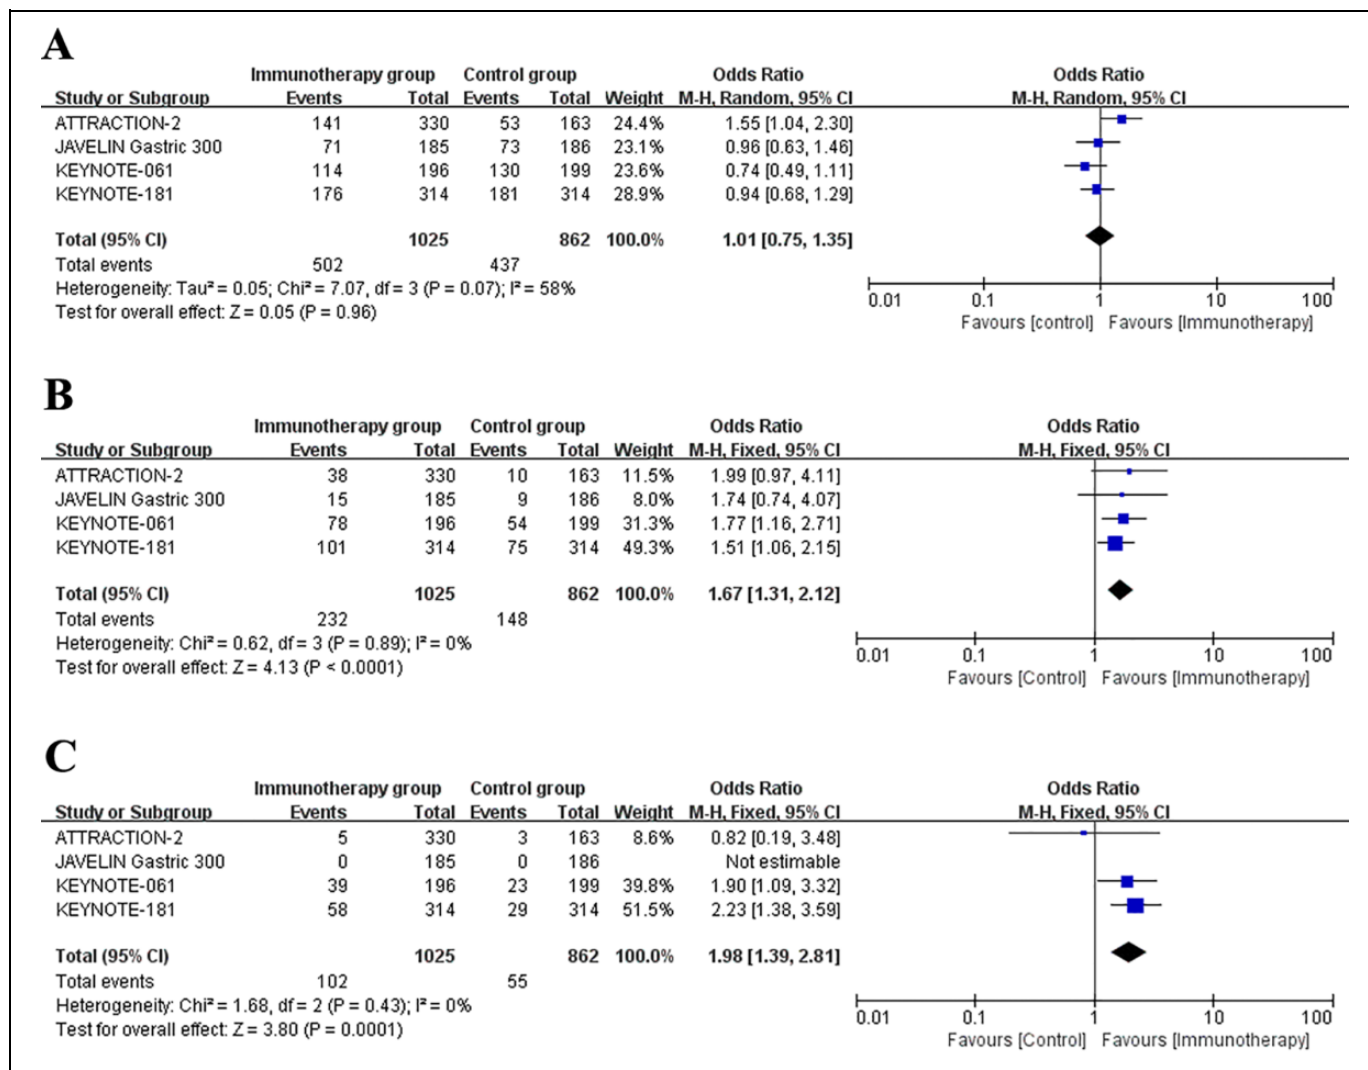 A
Immunotherapy group Control group Odds Ratio Odds Ratio
Study or Subgroup Events Total Events Total Weight M-H, Random, 95% CI M-H, Random, 95% CI
ATTRACTION-2 141 330 53 163 24.4% 1.55 [1.04, 2.30]
JAVELIN Gastric 300 71 185 73 186 23.1% 0.96 [0.63, 1.46]
KEYNOTE-061 114 196 130 199 23.6% 0.74 [0.49, 1.11]
KEYNOTE-181 176 314 181 314 28.9% 0.94 [0.68, 1.29]
Total (95% CI) 1025 862 100.0% 1.01 [0.75, 1.35]
Total events 502 437
Heterogeneity: Tau² = 0.05; Chi² = 7.07, df = 3 (P = 0.07); I² = 58%
0.01 0.1 1 10 100
Test for overall effect: Z = 0.05 (P = 0.96)
Favours [control] Favours [Immunotherapy]
B
Immunotherapy group Control group Odds Ratio Odds Ratio
Study or Subgroup Events Total Events Total Weight M-H, Fixed, 95% CI M-H, Fixed, 95% CI
ATTRACTION-2 38 330 10 163 11.5% 1.99 [0.97, 4.11]
JAVELIN Gastric 300 15 185 9 186 8.0% 1.74 [0.74, 4.07]
KEYNOTE-061 78 196 54 199 31.3% 1.77 [1.16, 2.71]
KEYNOTE-181 101 314 75 314 49.3% 1.51 [1.06, 2.15]
Total (95% CI) 1025 862 100.0% 1.67 [1.31, 2.12]
Total events 232 148
Heterogeneity: Chi² = 0.62, df = 3 (P = 0.89); I² = 0%
0.01 0.1 1 10 100
Test for overall effect: Z = 4.13 (P < 0.0001)
Favours [Control] Favours [Immunotherapy]
C
Immunotherapy group Control group Odds Ratio Odds Ratio
Study or Subgroup Events Total Events Total Weight M-H, Fixed, 95% CI M-H, Fixed, 95% CI
ATTRACTION-2 5 330 3 163 8.6% 0.82 [0.19, 3.48]
JAVELIN Gastric 300 0 185 0 186 Not estimable
KEYNOTE-061 39 196 23 199 39.8% 1.90 [1.09, 3.32]
KEYNOTE-181 58 314 29 314 51.5% 2.23 [1.38, 3.59]
Total (95% CI) 1025 862 100.0% 1.98 [1.39, 2.81]
Total events 102 55
Heterogeneity: Chi² = 1.68, df = 2 (P = 0.43); I² = 0%
0.01 0.1 1 10 100
Test for overall effect: Z = 3.80 (P = 0.0001)
Favours [Control] Favours [Immunotherapy]